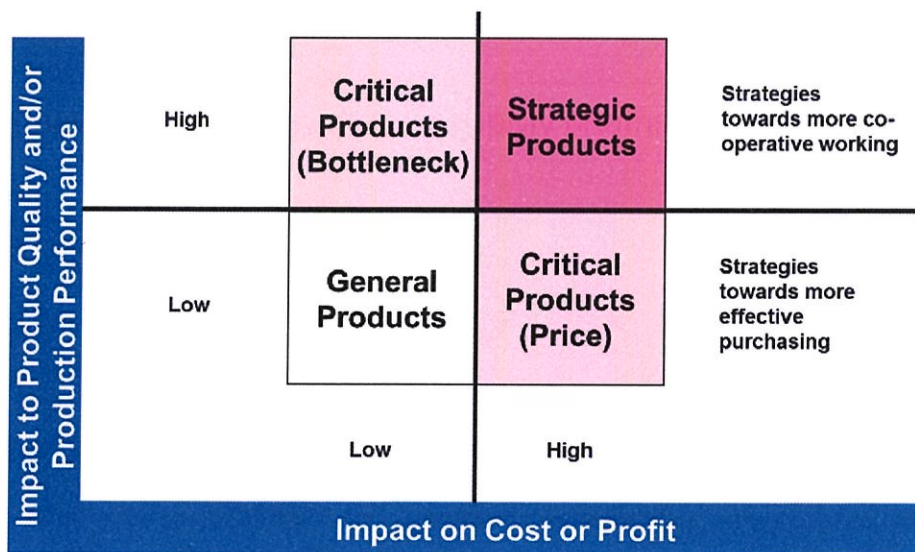 Impact to Product Quality and/or
Production Performance
High
Critical
Products
(Bottleneck)
Strategic
Products
Strategies
towards more co-
operative working
Low
General
Products
Critical
Products
(Price)
Strategies
towards more
effective
purchasing
Low
High
Impact on Cost or Profit